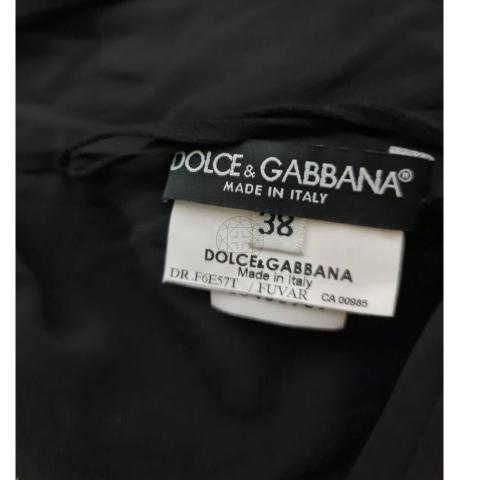 DOLCE & GABBANA®
MADE IN ITALY
38
DOLCE&GABBANA
Made in Italy
DR.F6E57T / FUVAR CA 00985